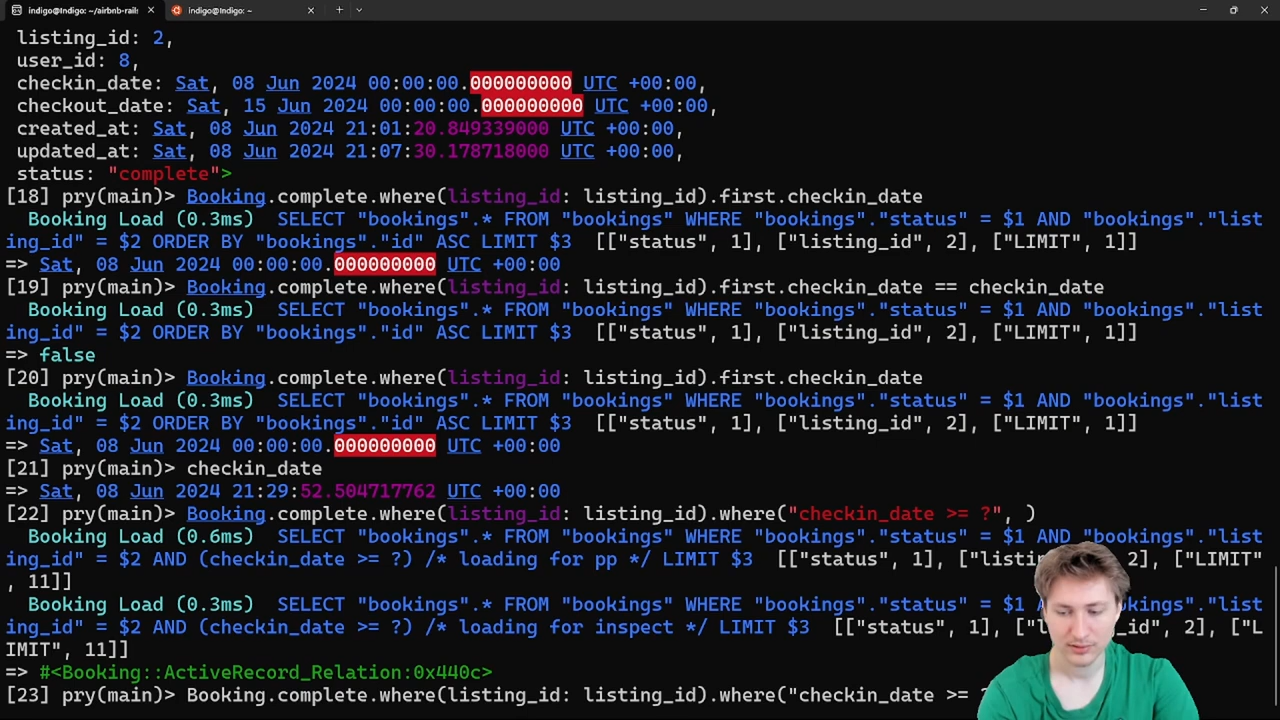 indigo@Indigo: ~/airbnb-rails
indigo@Indigo: ~
listing_id: 2,
user_id: 8,
checkin_date: Sat, 08 Jun 2024 00:00:00.000000000 UTC +00:00,
checkout_date: Sat, 15 Jun 2024 00:00:00.000000000 UTC +00:00,
created_at: Sat, 08 Jun 2024 21:01:20.849339000 UTC +00:00,
updated_at: Sat, 08 Jun 2024 21:07:30.178718000 UTC +00:00,
status: "complete">
[18] pry(main)> Booking.complete.where(listing_id: listing_id).first.checkin_date
Booking Load (0.3ms)  SELECT "bookings".* FROM "bookings" WHERE "bookings"."status" = $1 AND "bookings"."list
ing_id" = $2 ORDER BY "bookings"."id" ASC LIMIT $3  [["status", 1], ["listing_id", 2], ["LIMIT", 1]]
=> Sat, 08 Jun 2024 00:00:00.000000000 UTC +00:00
[19] pry(main)> Booking.complete.where(listing_id: listing_id).first.checkin_date == checkin_date
Booking Load (0.3ms)  SELECT "bookings".* FROM "bookings" WHERE "bookings"."status" = $1 AND "bookings"."list
ing_id" = $2 ORDER BY "bookings"."id" ASC LIMIT $3  [["status", 1], ["listing_id", 2], ["LIMIT", 1]]
=> false
[20] pry(main)> Booking.complete.where(listing_id: listing_id).first.checkin_date
Booking Load (0.3ms)  SELECT "bookings".* FROM "bookings" WHERE "bookings"."status" = $1 AND "bookings"."list
ing_id" = $2 ORDER BY "bookings"."id" ASC LIMIT $3  [["status", 1], ["listing_id", 2], ["LIMIT", 1]]
=> Sat, 08 Jun 2024 00:00:00.000000000 UTC +00:00
[21] pry(main)> checkin_date
=> Sat, 08 Jun 2024 21:29:52.504717762 UTC +00:00
[22] pry(main)> Booking.complete.where(listing_id: listing_id).where("checkin_date >= ?", )
Booking Load (0.6ms)  SELECT "bookings".* FROM "bookings" WHERE "bookings"."status" = $1 AND "bookings"."list
ing_id" = $2 AND (checkin_date >= ?) /* loading for pp */ LIMIT $3  [["status", 1], 2], ["LIMIT"
, 11]]
Booking Load (0.3ms)  SELECT "bookings".* FROM "bookings" WHERE "bookings"."status" = $1 "bookings"."list
ing_id" = $2 AND (checkin_date >= ?) /* loading for inspect */ LIMIT $3  [["status", 1], 2], ["L
IMIT", 11]]
=> #<Booking::ActiveRecord_Relation:0x440c>
[23] pry(main)> Booking.complete.where(listing_id: listing_id).where("checkin_date >=